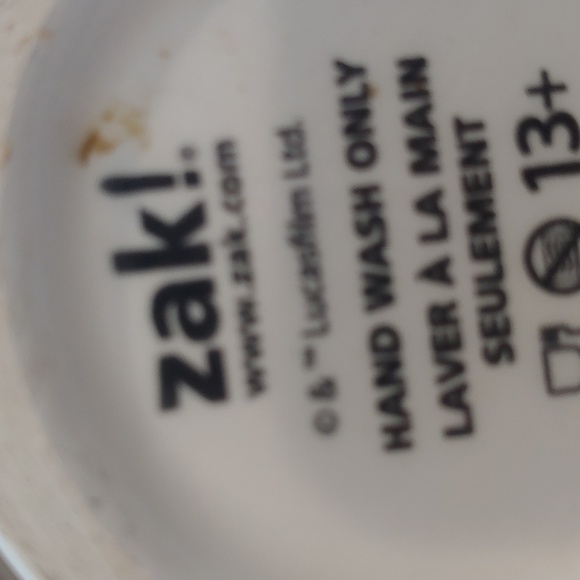 zak!®
www.zak.com
© & ™ Lucasfilm Ltd.
HAND WASH ONLY
LAVER A LA MAIN
SEULEMENT
13+